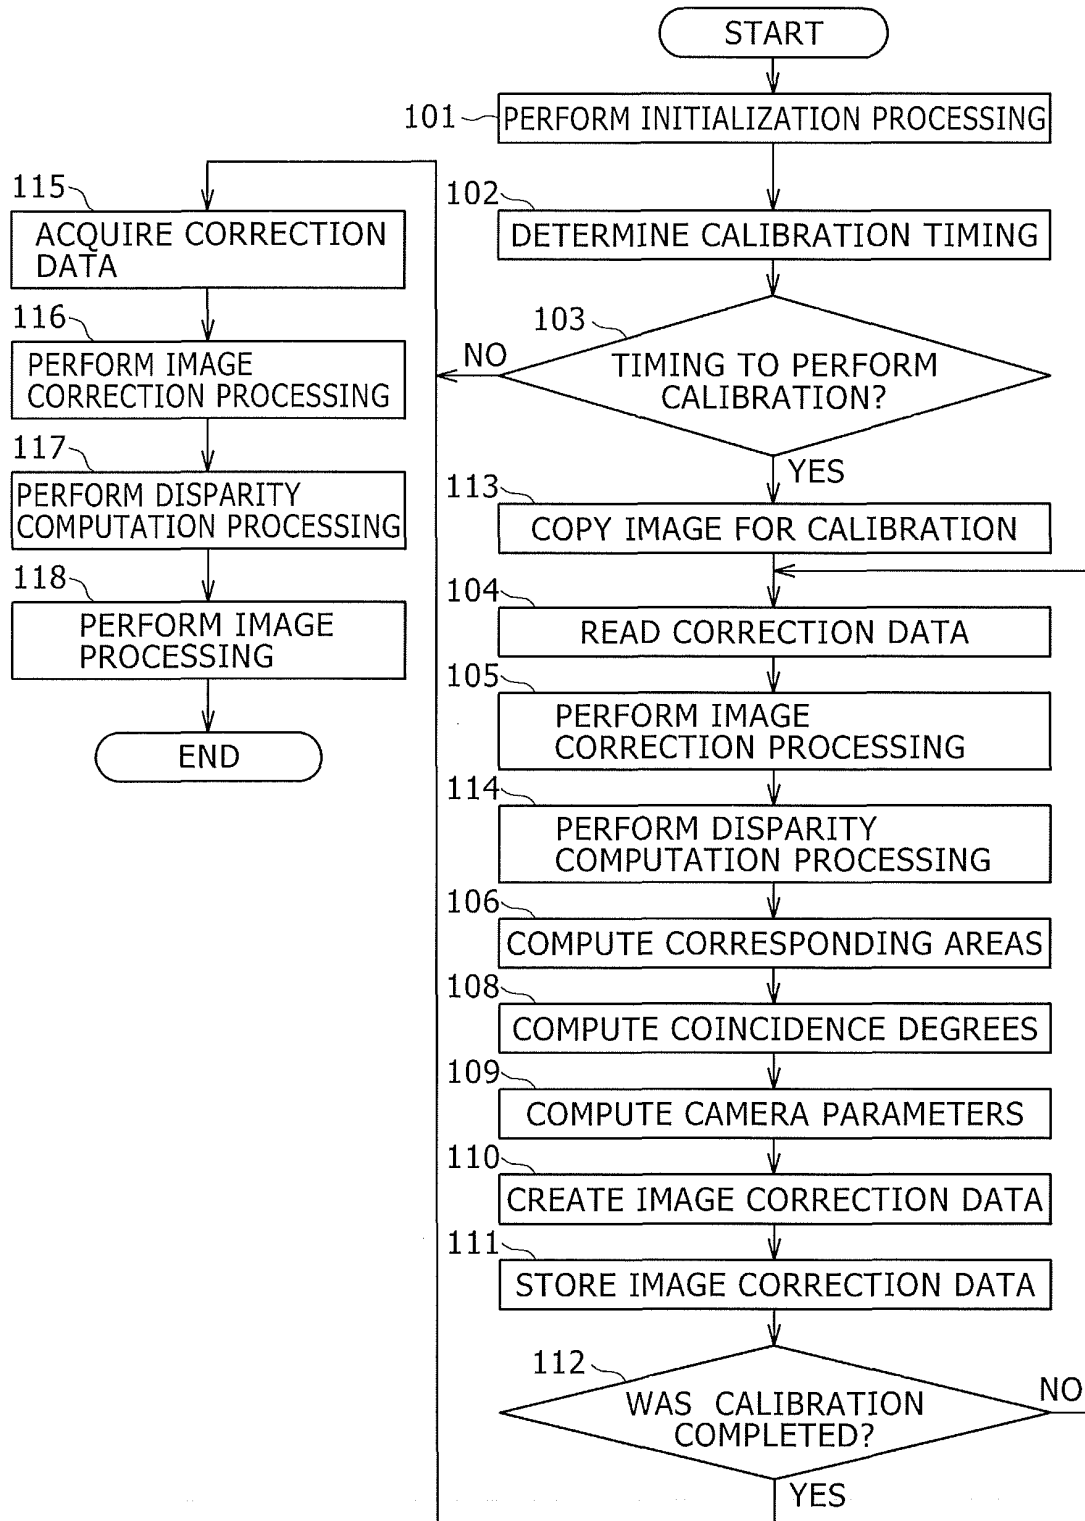 START
101
PERFORM INITIALIZATION PROCESSING
102
DETERMINE CALIBRATION TIMING
103
TIMING TO PERFORM
CALIBRATION?
NO
YES
113
COPY IMAGE FOR CALIBRATION
104
READ CORRECTION DATA
105
PERFORM IMAGE
CORRECTION PROCESSING
114
PERFORM DISPARITY
COMPUTATION PROCESSING
106
COMPUTE CORRESPONDING AREAS
108
COMPUTE COINCIDENCE DEGREES
109
COMPUTE CAMERA PARAMETERS
110
CREATE IMAGE CORRECTION DATA
111
STORE IMAGE CORRECTION DATA
112
WAS CALIBRATION
COMPLETED?
NO
YES
115
ACQUIRE CORRECTION
DATA
116
PERFORM IMAGE
CORRECTION PROCESSING
117
PERFORM DISPARITY
COMPUTATION PROCESSING
118
PERFORM IMAGE
PROCESSING
END